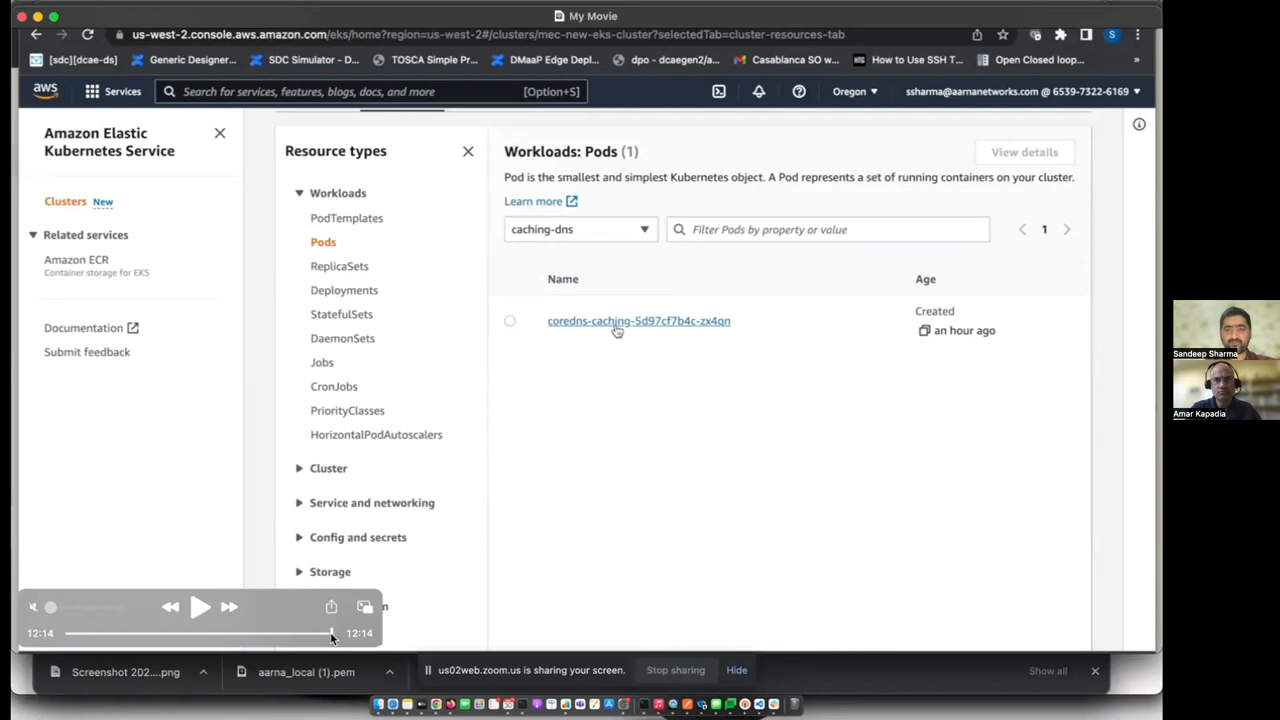 My Movie
us-west-2.console.aws.amazon.com/eks/home?region=us-west-2#/clusters/mec-new-eks-cluster?selectedTab=cluster-resources-tab
S
[sdc][dcae-ds]
Generic Designer...
SDC Simulator - D...
TOSCA Simple Pr...
DMaaP Edge Depl...
dpo - dcaegen2/a...
Casablanca SO w...
How to Use SSH T...
Open Closed loop...
»
aws
Services
Search for services, features, blogs, docs, and more
[Option+S]
Oregon
ssharma@aarnanetworks.com @ 6539-7322-6169
Amazon Elastic
Kubernetes Service
Clusters New
Related services
Amazon ECR
Container storage for EKS
Documentation
Submit feedback
Resource types
Workloads
PodTemplates
Pods
ReplicaSets
Deployments
StatefulSets
DaemonSets
Jobs
CronJobs
PriorityClasses
HorizontalPodAutoscalers
Cluster
Service and networking
Config and secrets
Storage
Workloads: Pods (1)
View details
Pod is the smallest and simplest Kubernetes object. A Pod represents a set of running containers on your cluster.
Learn more
caching-dns
Filter Pods by property or value
1
Name
Age
coredns-caching-5d97cf7b4c-zx4qn
Created
an hour ago
Sandeep Sharma
Amar Kapadia
12:14
12:14
Screenshot 202....png
aarna_local (1).pem
us02web.zoom.us is sharing your screen.
Stop sharing
Hide
Show all